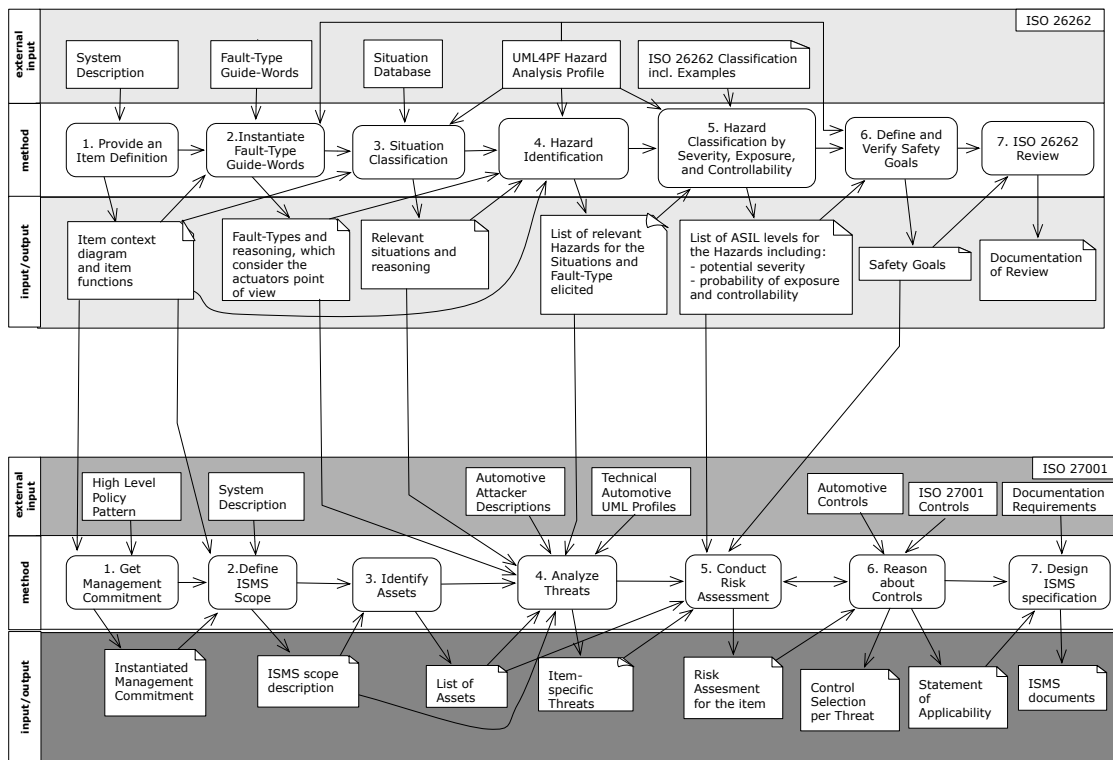 ISO 26262
external
input
System
Description
Fault-Type
Guide-Words
Situation
Database
UML4PF Hazard
Analysis Profile
ISO 26262 Classification
incl. Examples
method
1. Provide an
Item Definition
2.Instantiate
Fault-Type
Guide-Words
3. Situation
Classification
4. Hazard
Identification
5. Hazard
Classification by
Severity, Exposure,
and Controllability
6. Define and
Verify Safety
Goals
7. ISO 26262
Review
input/output
Item context
diagram
and item
functions
Fault-Types and
reasoning, which
consider the
actuators point
of view
Relevant
situations and
reasoning
List of relevant
Hazards for the
Situations and
Fault-Type
elicited
List of ASIL levels for
the Hazards including:
- potential severity
- probability of exposure
and controllability
Safety Goals
Documentation
of Review
ISO 27001
external
input
High Level
Policy
Pattern
System
Description
Automotive
Attacker
Descriptions
Technical
Automotive
UML Profiles
Automotive
Controls
ISO 27001
Controls
Documentation
Requirements
method
1. Get
Management
Commitment
2.Define
ISMS
Scope
3. Identify
Assets
4. Analyze
Threats
5. Conduct
Risk
Assessment
6. Reason
about
Controls
7. Design
ISMS
specification
input/output
Instantiated
Management
Commitment
ISMS scope
description
List of
Assets
Item-
specific
Threats
Risk
Assesment
for the item
Control
Selection
per Threat
Statement
of
Applicability
ISMS
documents